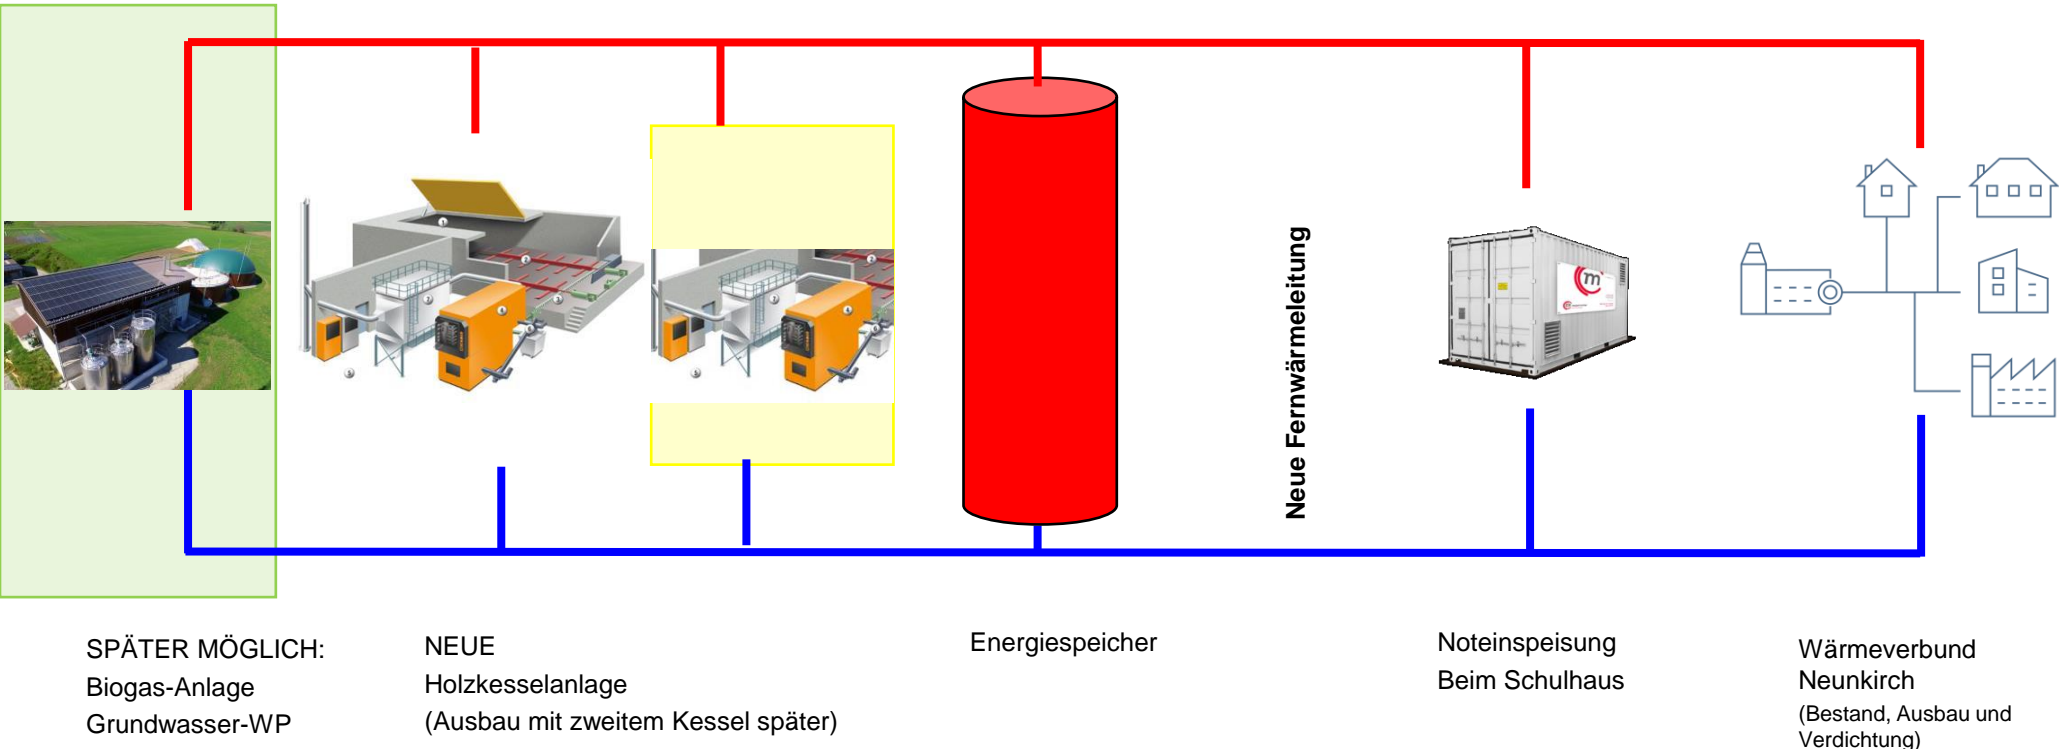 Neue Fernwärmeleitung
m
SPÄTER MÖGLICH:
Biogas-Anlage
Grundwasser-WP
NEUE
Holzkesselanlage
(Ausbau mit zweitem Kessel später)
Energiespeicher
Noteinspeisung
Beim Schulhaus
Wärmeverbund
Neunkirch
(Bestand, Ausbau und
Verdichtung)